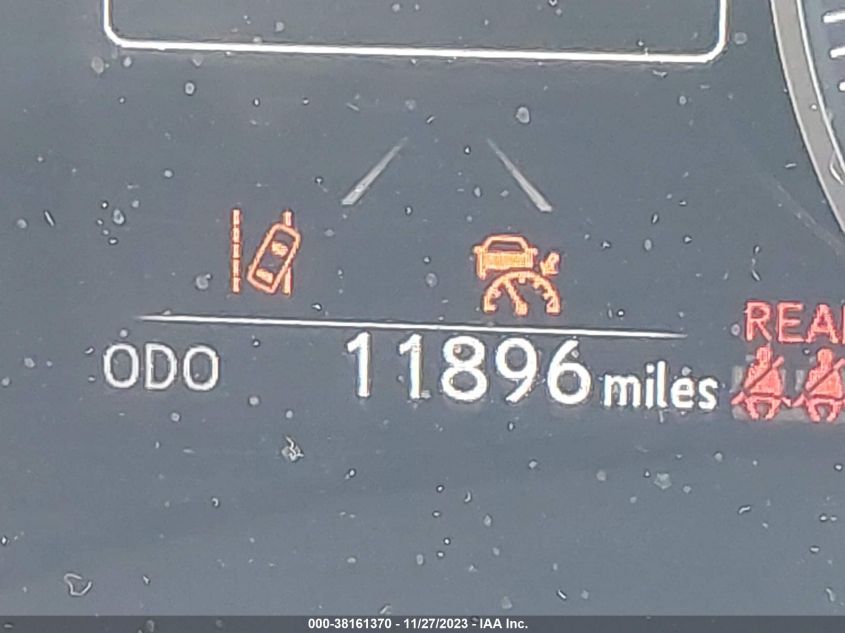 REA
ODO 11896 miles
000-38161370 - 11/27/2023 - IAA Inc.